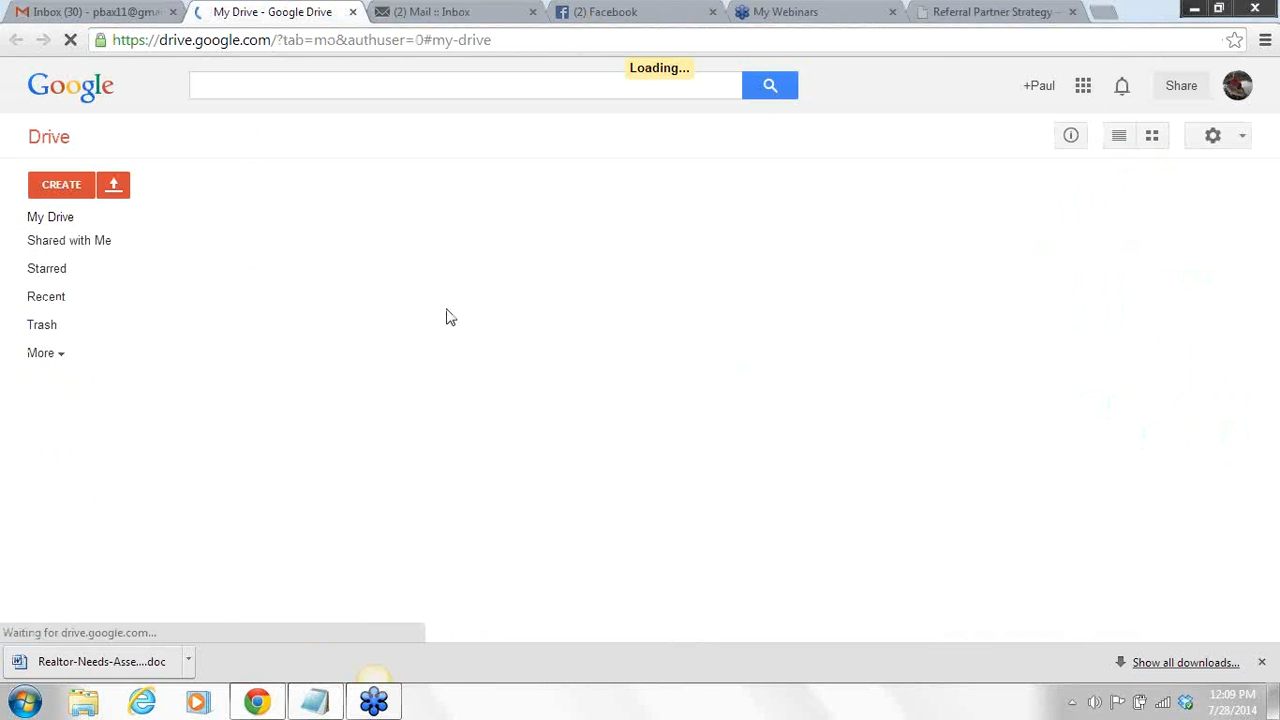 Inbox (30) - pbax11@gma
My Drive - Google Drive
(2) Mail :: Inbox
(2) Facebook
My Webinars
Referral Partner Strategy -
https://drive.google.com/?tab=mo&authuser=0#my-drive
Loading...
Google
+Paul
Share
Drive
CREATE
My Drive
Shared with Me
Starred
Recent
Trash
More
Waiting for drive.google.com...
Realtor-Needs-Asse....doc
Show all downloads...
12:09 PM
7/28/2014